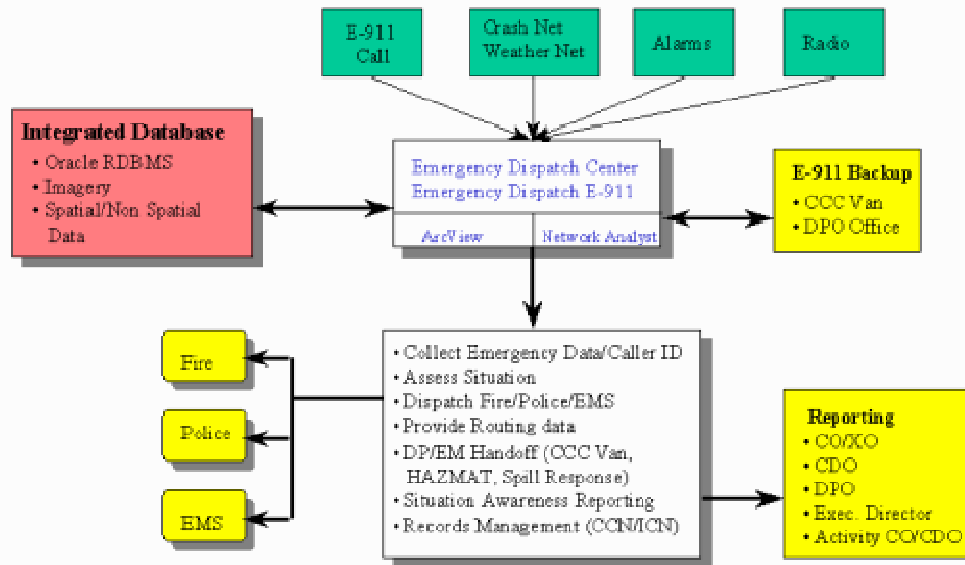 E-911
Call
Crash Net
Weather Net
Alarms
Radio
Integrated Database
• Oracle RDBMS
• Imagery
• Spatial/Non Spatial
Data
Emergency Dispatch Center
Emergency Dispatch E-911
ArcView
Network Analyst
E-911 Backup
• CCC Van
• DPO Office
Fire
Police
EMS
• Collect Emergency Data/Caller ID
• Assess Situation
• Dispatch Fire/Police/EMS
• Provide Routing data
• DP/EM Handoff (CCC Van,
HAZMAT, Spill Response)
• Situation Awareness Reporting
• Records Management (CCN/ICN)
Reporting
• CO/XO
• CDO
• DPO
• Exec. Director
• Activity CO/CDO